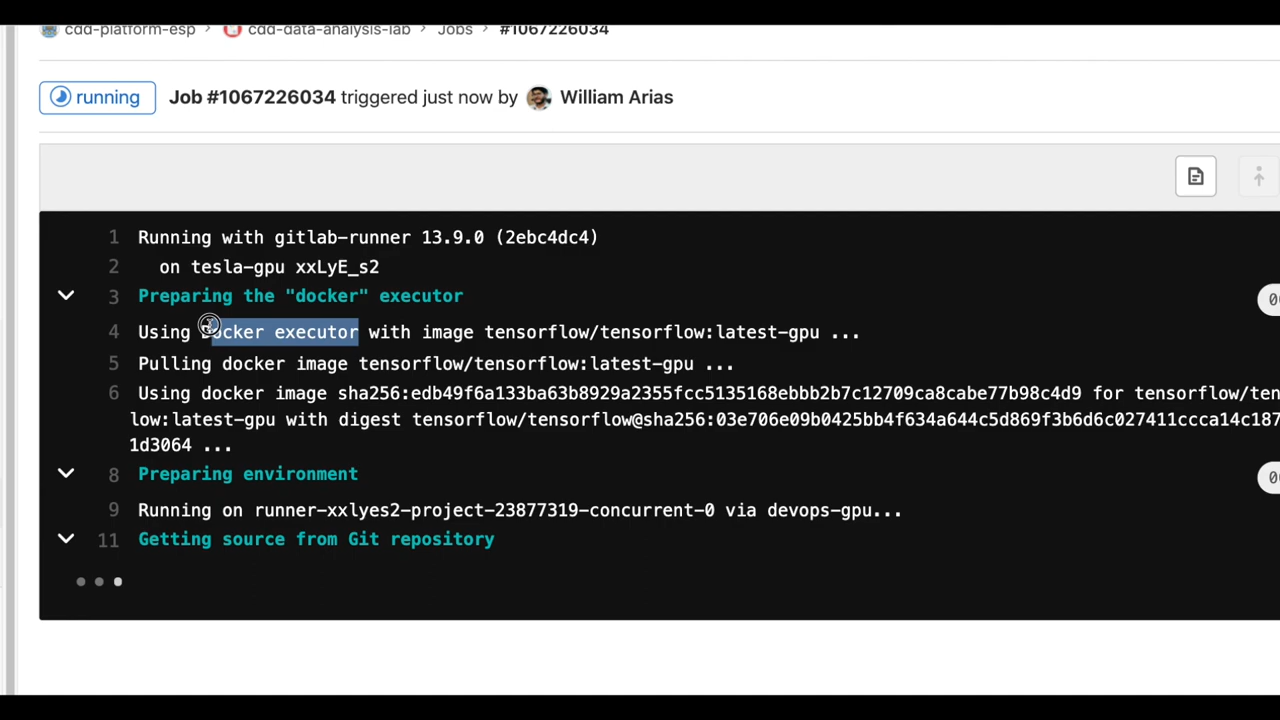 cdd-platform-esp > cdd-data-analysis-lab > Jobs > #1067226034
running Job #1067226034 triggered just now by William Arias
1 Running with gitlab-runner 13.9.0 (2ebc4dc4)
2 on tesla-gpu xxLyE_s2
3 Preparing the "docker" executor
4 Using docker executor with image tensorflow/tensorflow:latest-gpu ...
5 Pulling docker image tensorflow/tensorflow:latest-gpu ...
6 Using docker image sha256:edb49f6a133ba63b8929a2355fcc5135168ebbb2b7c12709ca8cabe77b98c4d9 for tensorflow/ten
low:latest-gpu with digest tensorflow/tensorflow@sha256:03e706e09b0425bb4f634a644c5d869f3b6d6c027411ccca14c187
1d3064 ...
8 Preparing environment
9 Running on runner-xxlyes2-project-23877319-concurrent-0 via devops-gpu...
11 Getting source from Git repository